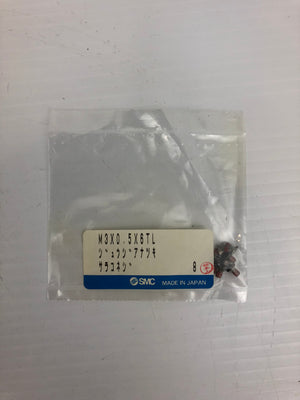 M3X0.5X6TL
ｼﾞｭｳｼﾞｱﾅﾂｷ
ｻﾗｺﾈｼﾞ 8
SMC MADE IN JAPAN